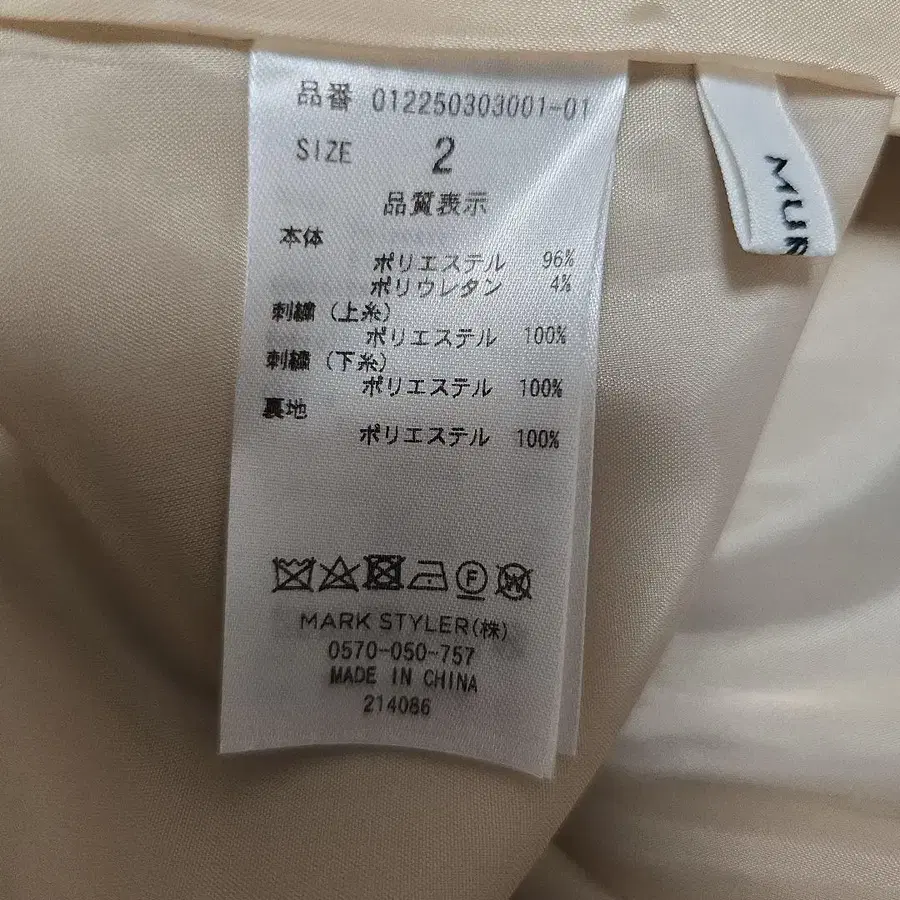 品番 012250303001-01
SIZE 2
品質表示
本体
ポリエステル 96%
ポリウレタン 4%
刺繍 (上糸)
ポリエステル 100%
刺繍 (下糸)
ポリエステル 100%
裏地
ポリエステル 100%
F W
MARK STYLER(株)
0570-050-757
MADE IN CHINA
214086
MUR